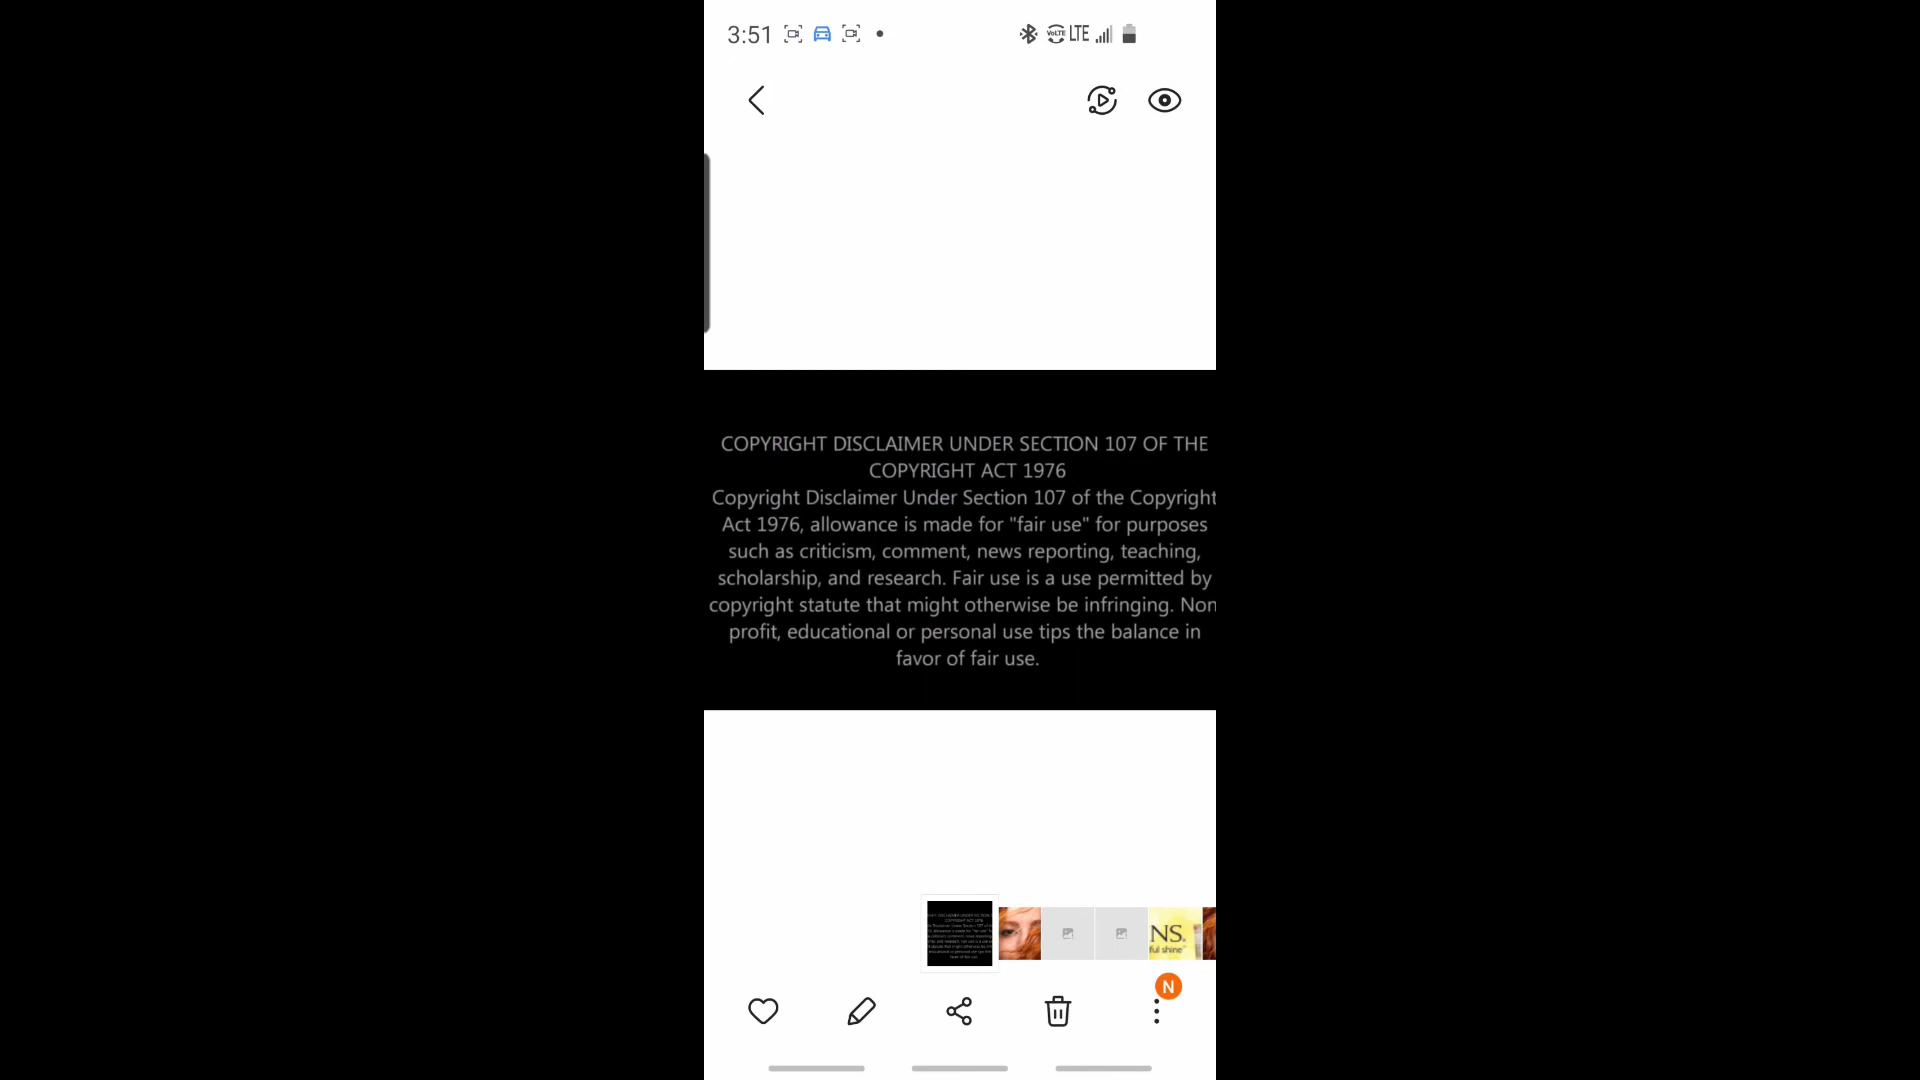 3:51
VoLTE LTE
COPYRIGHT DISCLAIMER UNDER SECTION 107 OF THE
COPYRIGHT ACT 1976
Copyright Disclaimer Under Section 107 of the Copyright
Act 1976, allowance is made for "fair use" for purposes
such as criticism, comment, news reporting, teaching,
scholarship, and research. Fair use is a use permitted by
copyright statute that might otherwise be infringing. Non
profit, educational or personal use tips the balance in
favor of fair use.
NS.
ful shine
N